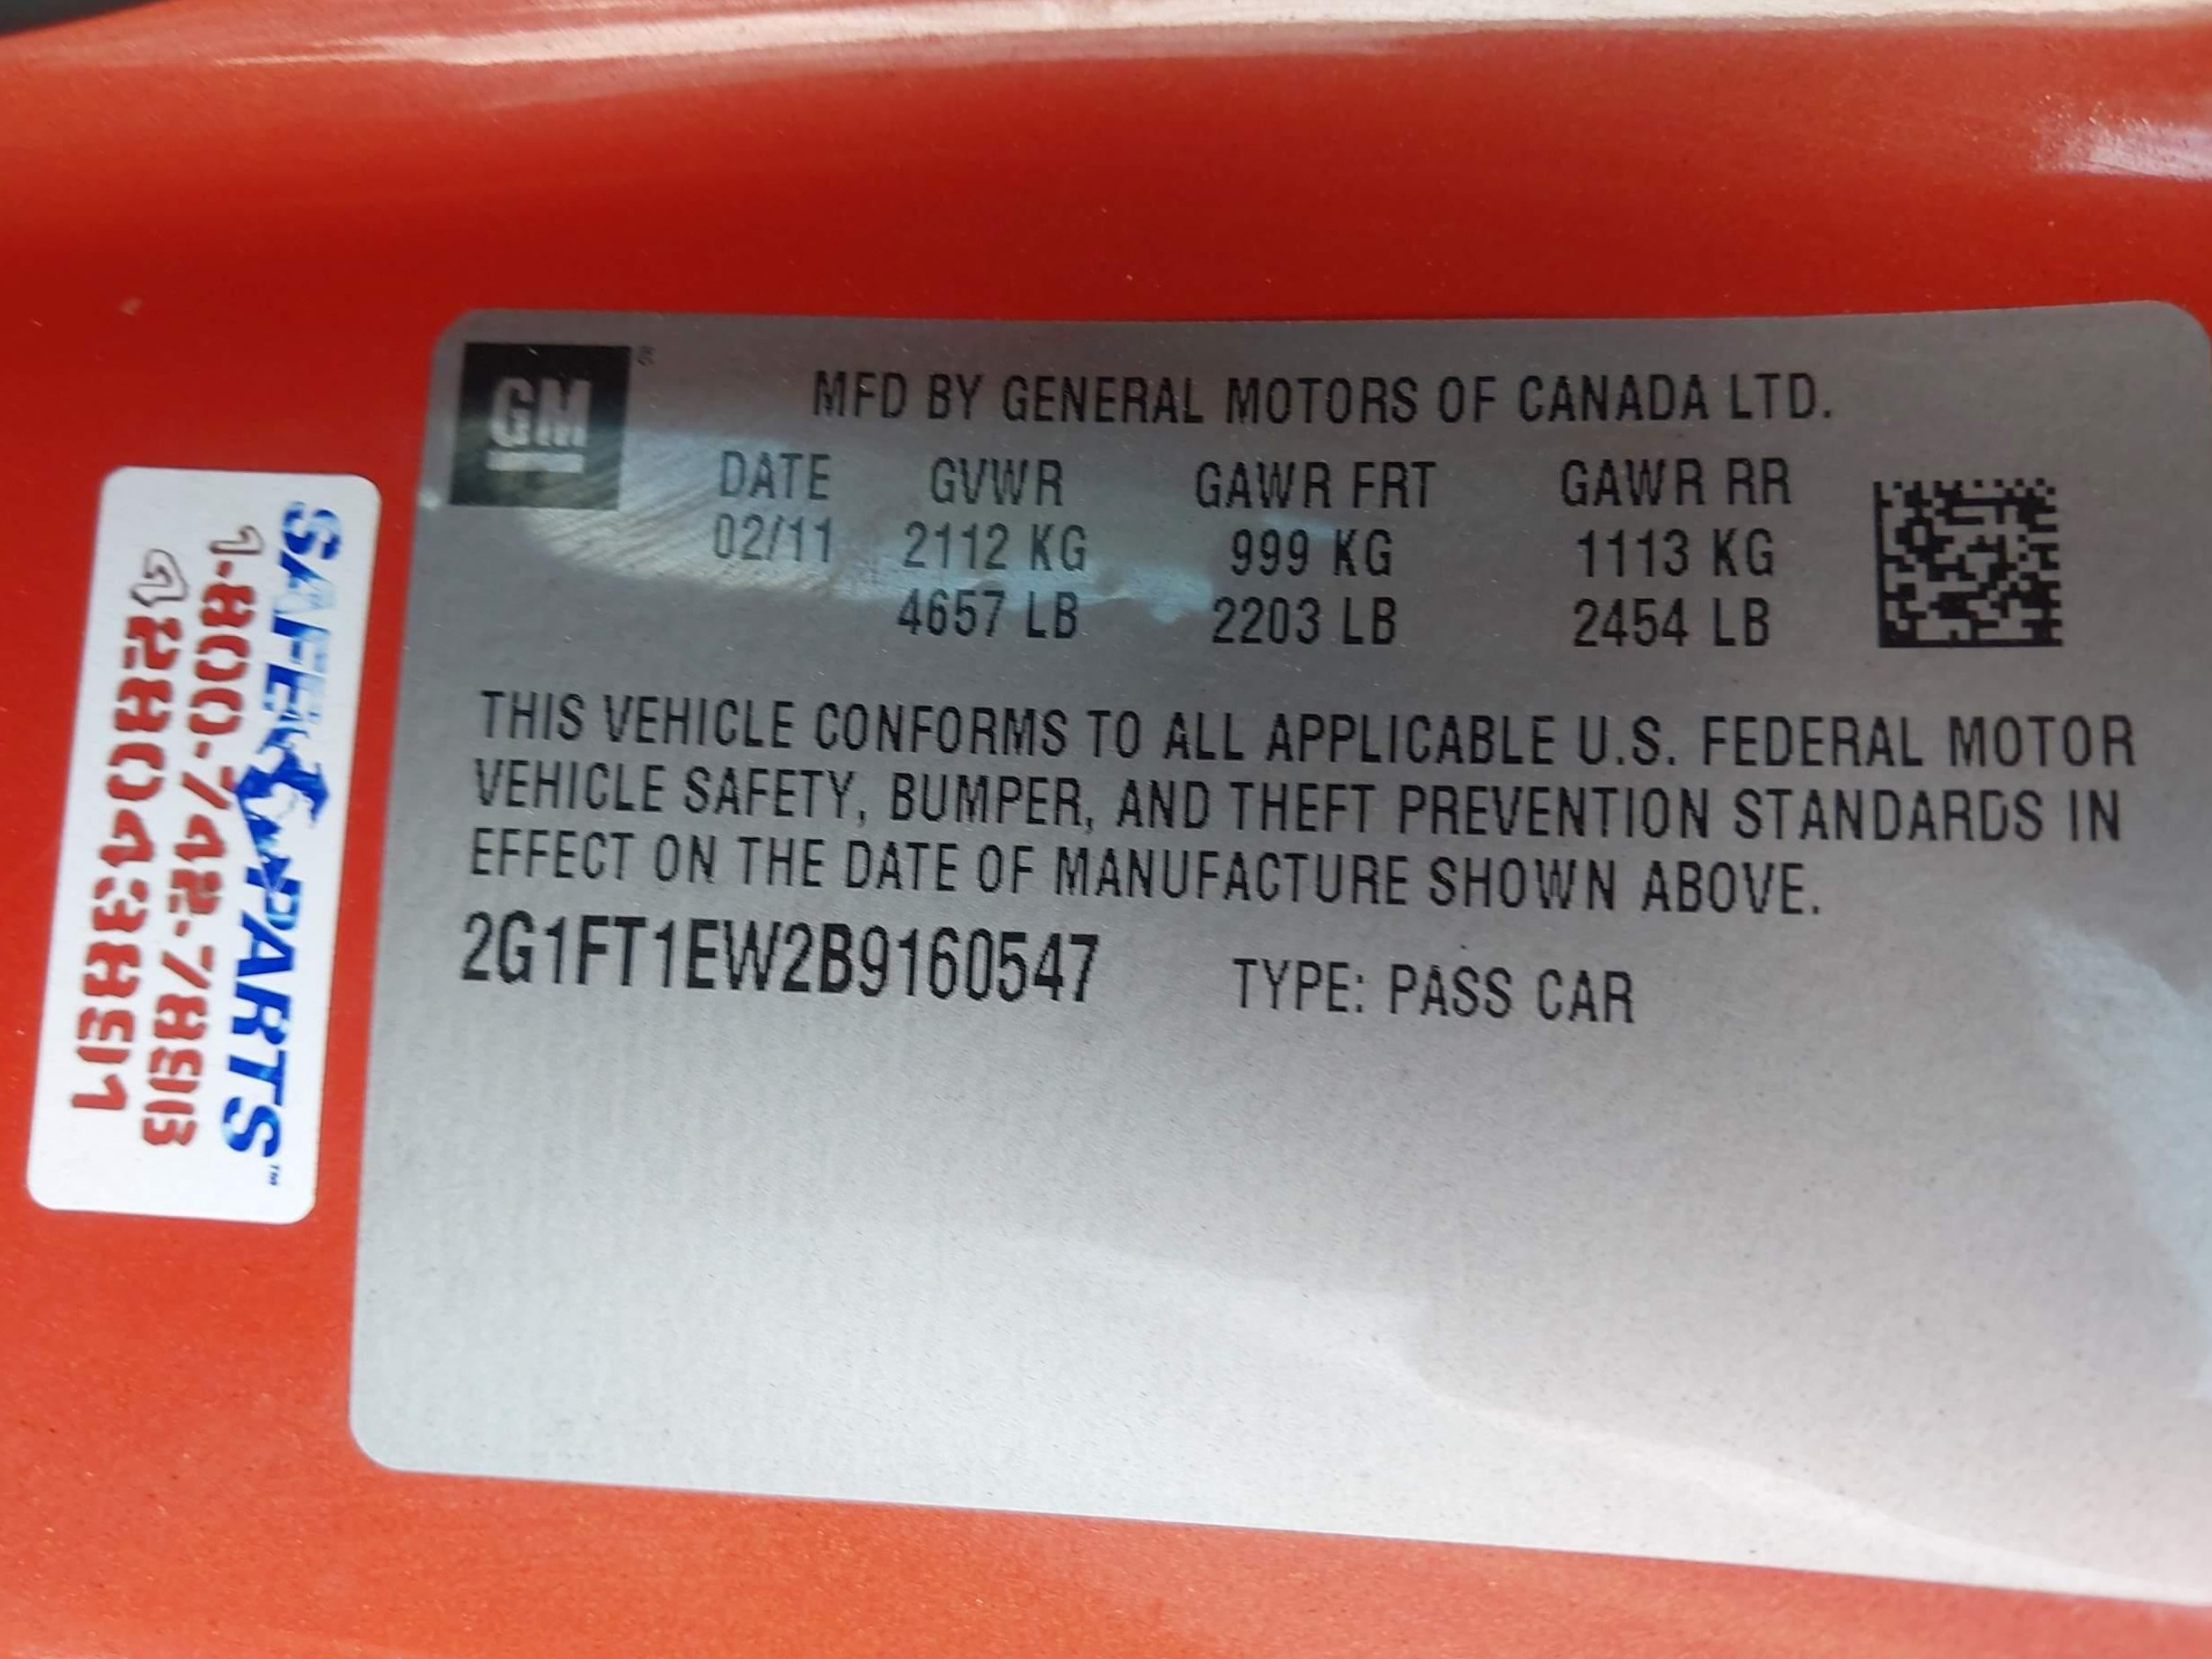 GM
MFD BY GENERAL MOTORS OF CANADA LTD.
DATE GVWR GAWR FRT GAWR RR
02/11 2112 KG 999 KG 1113 KG
4657 LB 2203 LB 2454 LB
THIS VEHICLE CONFORMS TO ALL APPLICABLE U.S. FEDERAL MOTOR
VEHICLE SAFETY, BUMPER, AND THEFT PREVENTION STANDARDS IN
EFFECT ON THE DATE OF MANUFACTURE SHOWN ABOVE.
2G1FT1EW2B9160547 TYPE: PASS CAR
PARTS™
1-800-742-7893